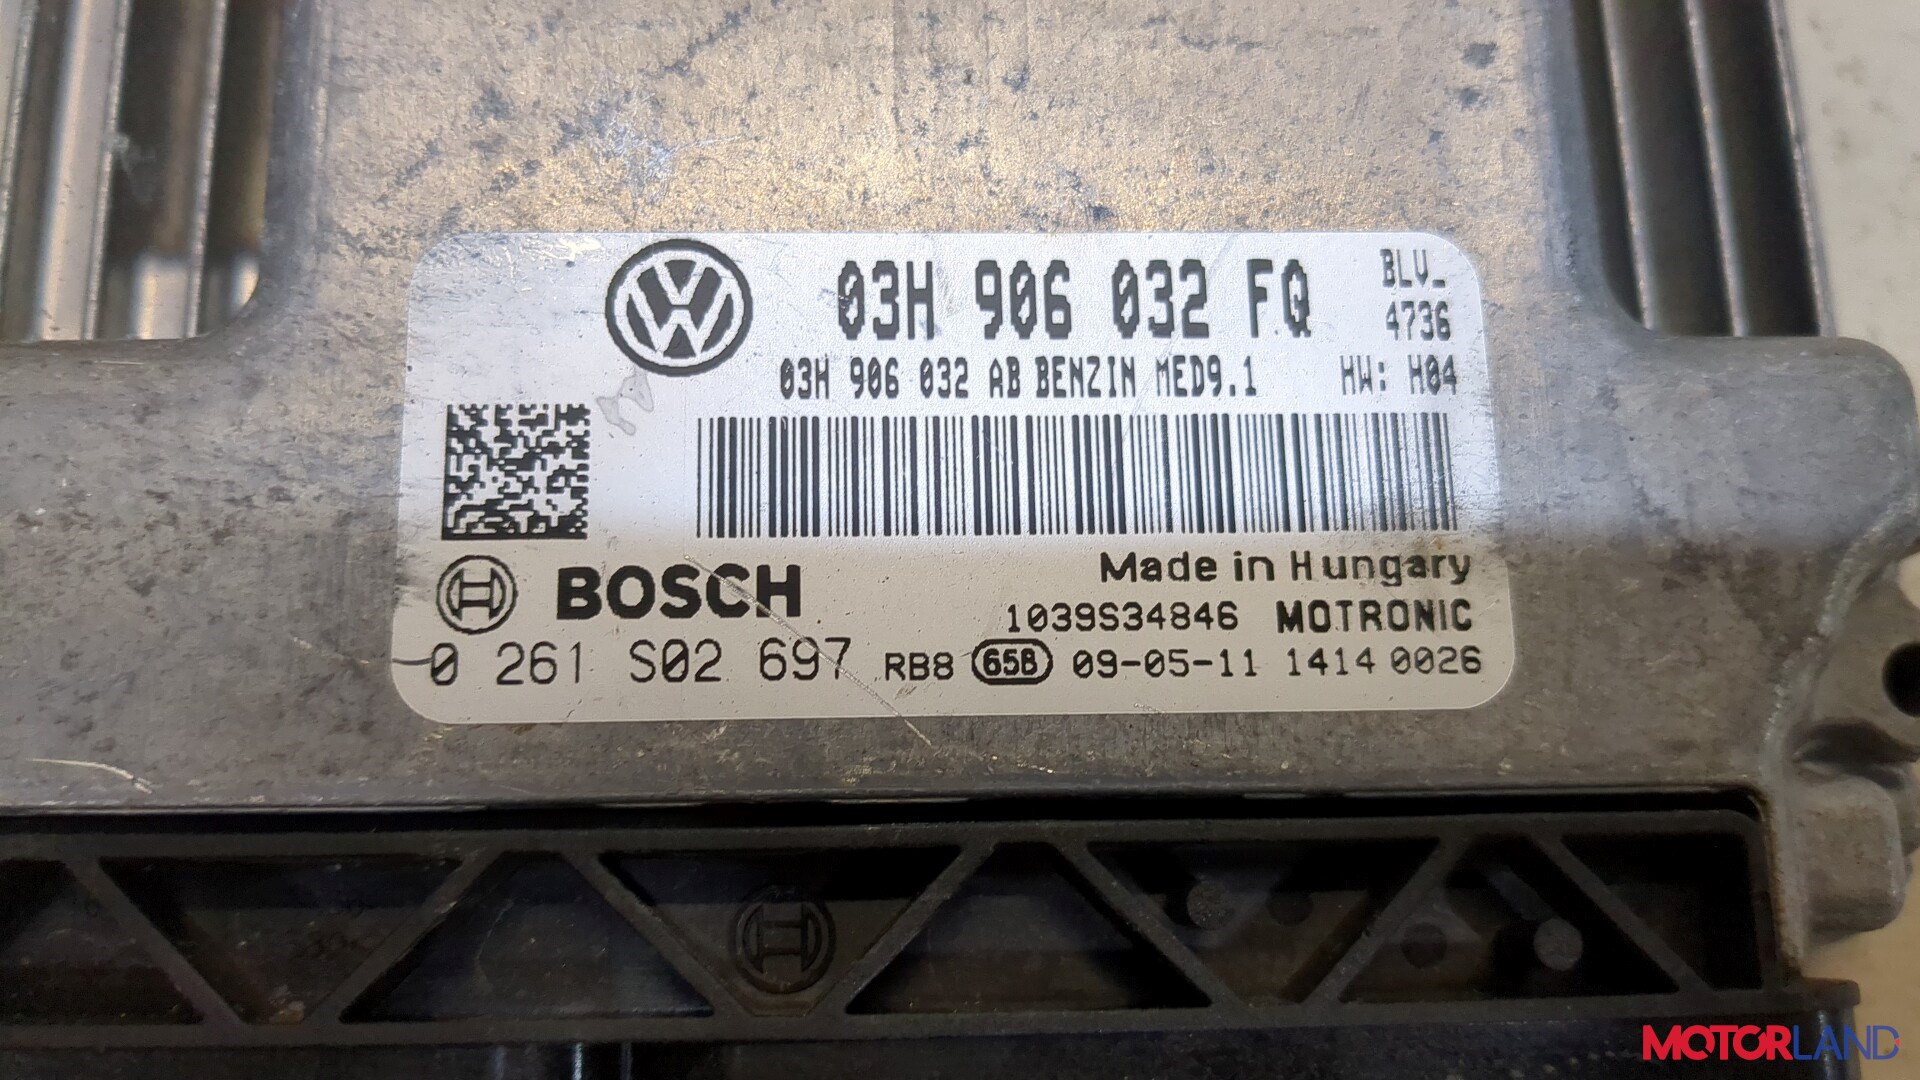 03H 906 032 FQ
BLV_
4736
03H 906 032 AB BENZIN MED9.1 HW: H04
BOSCH
Made in Hungary
1039S34846 MOTRONIC
0 261 S02 697 RB8 65B 09-05-11 1414 0026
MOTORLAND